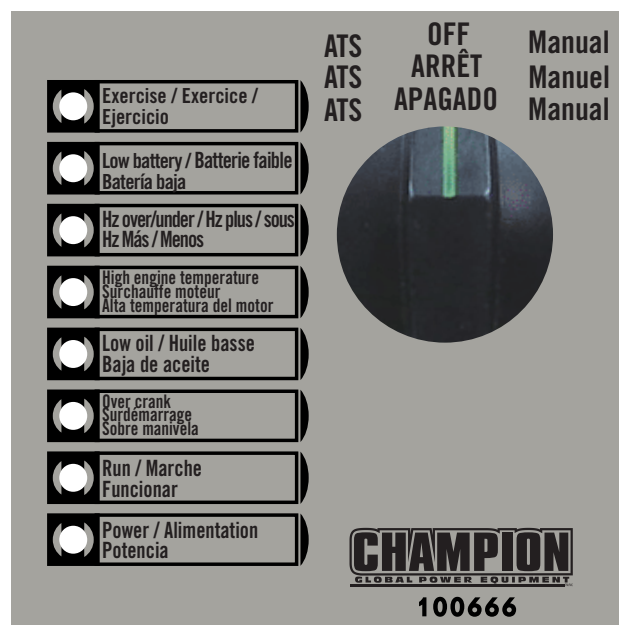 ATS OFF Manual
ATS ARRÊT Manuel
ATS APAGADO Manual
Exercise / Exercice /
Ejercicio
Low battery / Batterie faible
Batería baja
Hz over/under / Hz plus / sous
Hz Más / Menos
High engine temperature
Surchauffe moteur
Alta temperatura del motor
Low oil / Huile basse
Baja de aceite
Over crank
Surdémarrage
Sobre manivela
Run / Marche
Funcionar
Power / Alimentation
Potencia
CHAMPION
GLOBAL POWER EQUIPMENT
100666